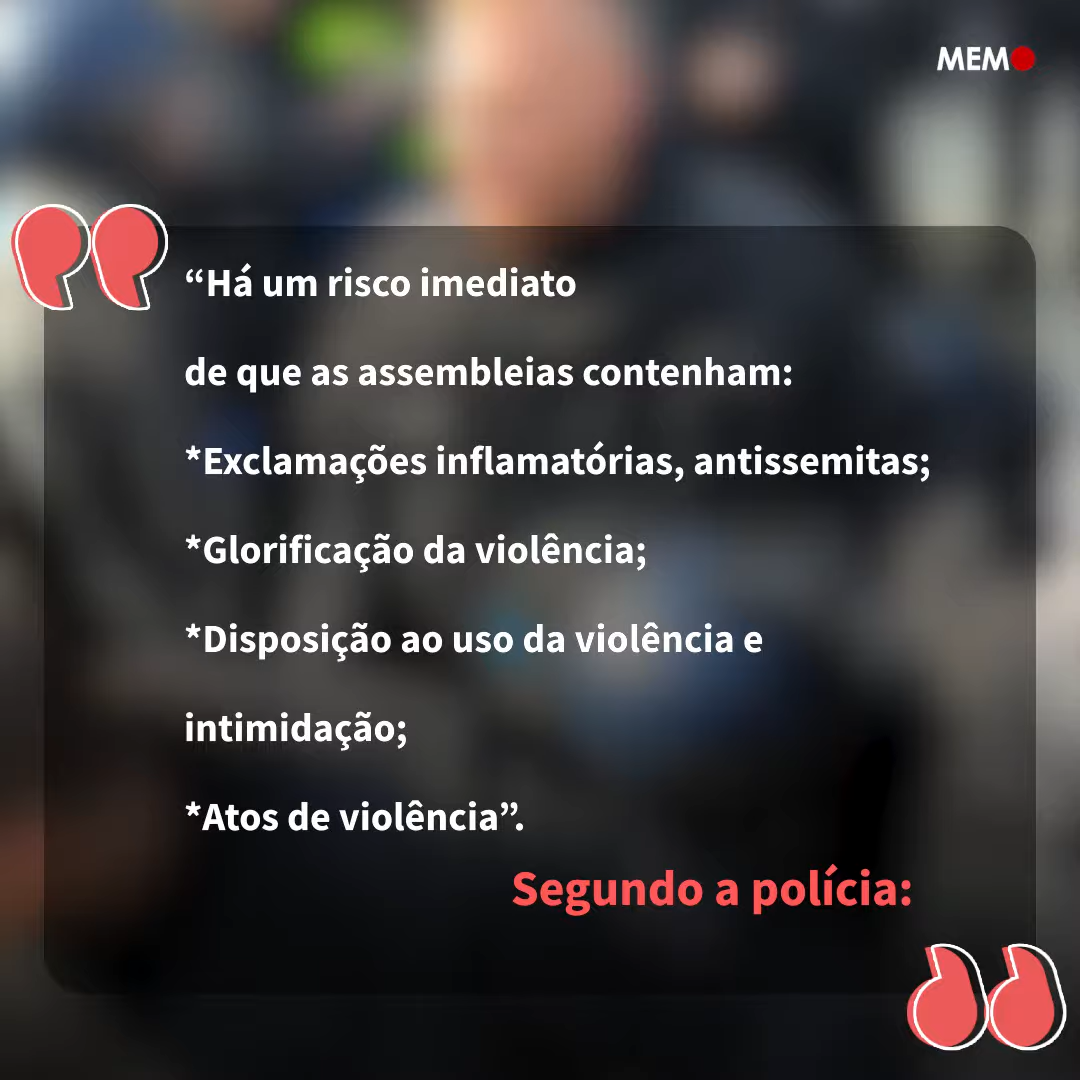 MEMO
“Há um risco imediato
de que as assembleias contenham:
*Exclamações inflamatórias, antissemitas;
*Glorificação da violência;
*Disposição ao uso da violência e
intimidação;
*Atos de violência”.
Segundo a polícia: